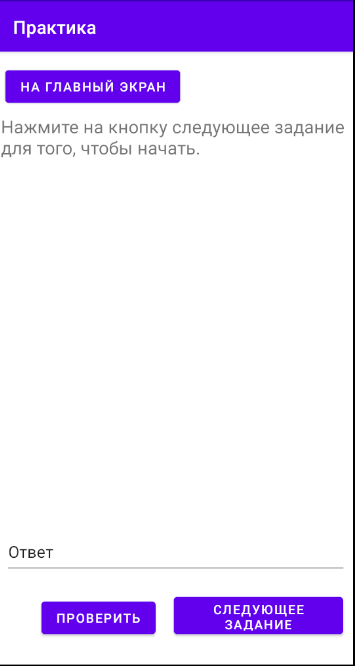 Практика
НА ГЛАВНЫЙ ЭКРАН
Нажмите на кнопку следующее задание
для того, чтобы начать.
Ответ
ПРОВЕРИТЬ
СЛЕДУЮЩЕЕ
ЗАДАНИЕ